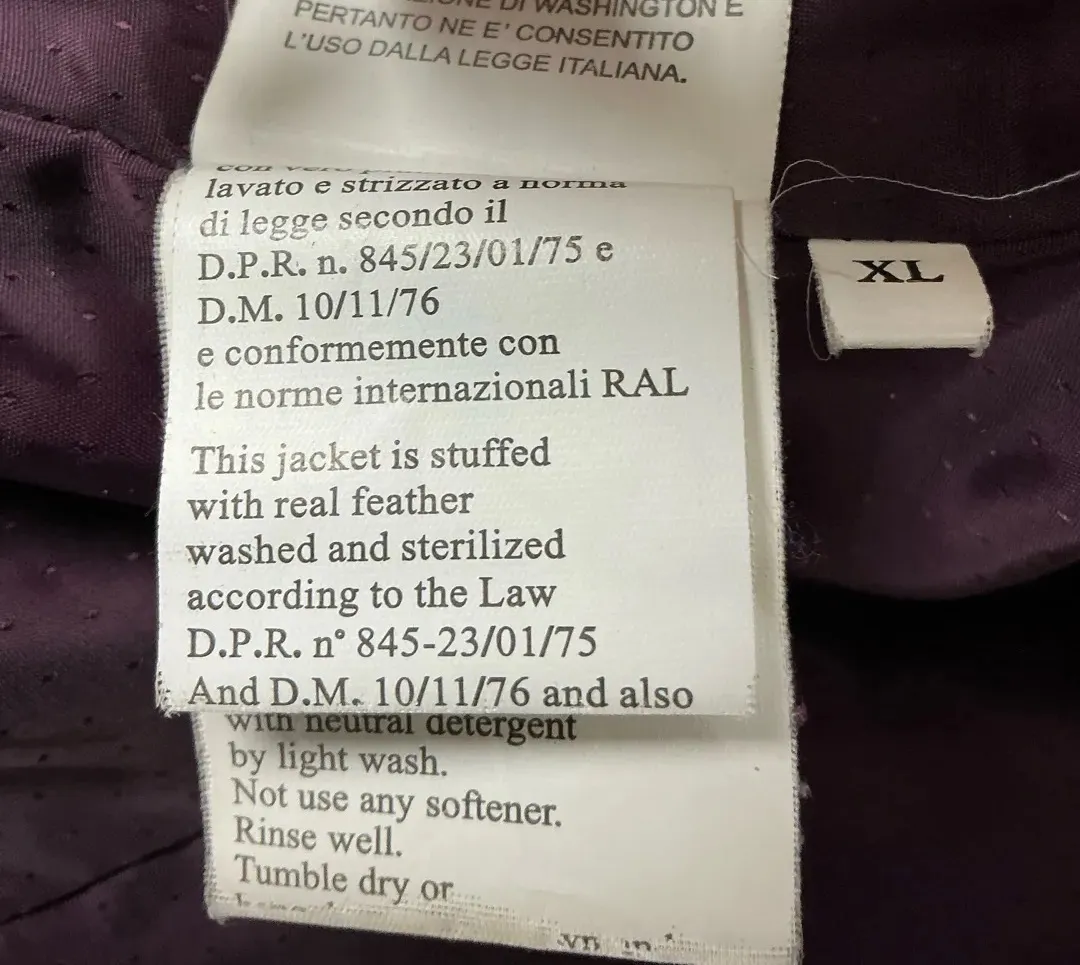 DI WASHINGTON E
PERTANTO NE E' CONSENTITO
L'USO DALLA LEGGE ITALIANA.
lavato e strizzato a norma
di legge secondo il
D.P.R. n. 845/23/01/75 e
D.M. 10/11/76
e conformemente con
le norme internazionali RAL
This jacket is stuffed
with real feather
washed and sterilized
according to the Law
D.P.R. n° 845-23/01/75
And D.M. 10/11/76 and also
with neutral detergent
by light wash.
Not use any softener.
Rinse well.
Tumble dry or
XL